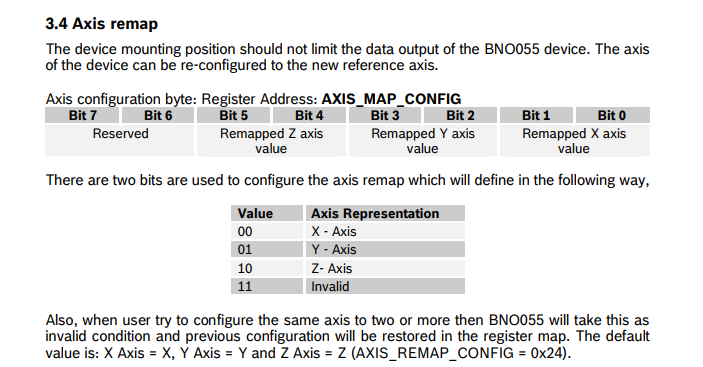 3.4 Axis remap
The device mounting position should not limit the data output of the BNO055 device. The axis
of the device can be re-configured to the new reference axis.
Axis configuration byte: Register Address: AXIS_MAP_CONFIG
Bit 7 Bit 6 Bit 5 Bit 4 Bit 3 Bit 2 Bit 1 Bit 0
Reserved Remapped Z axis Remapped Y axis Remapped X axis
value value value
There are two bits are used to configure the axis remap which will define in the following way,
Value Axis Representation
00 X - Axis
01 Y - Axis
10 Z- Axis
11 Invalid
Also, when user try to configure the same axis to two or more then BNO055 will take this as
invalid condition and previous configuration will be restored in the register map. The default
value is: X Axis = X, Y Axis = Y and Z Axis = Z (AXIS_REMAP_CONFIG = 0x24).